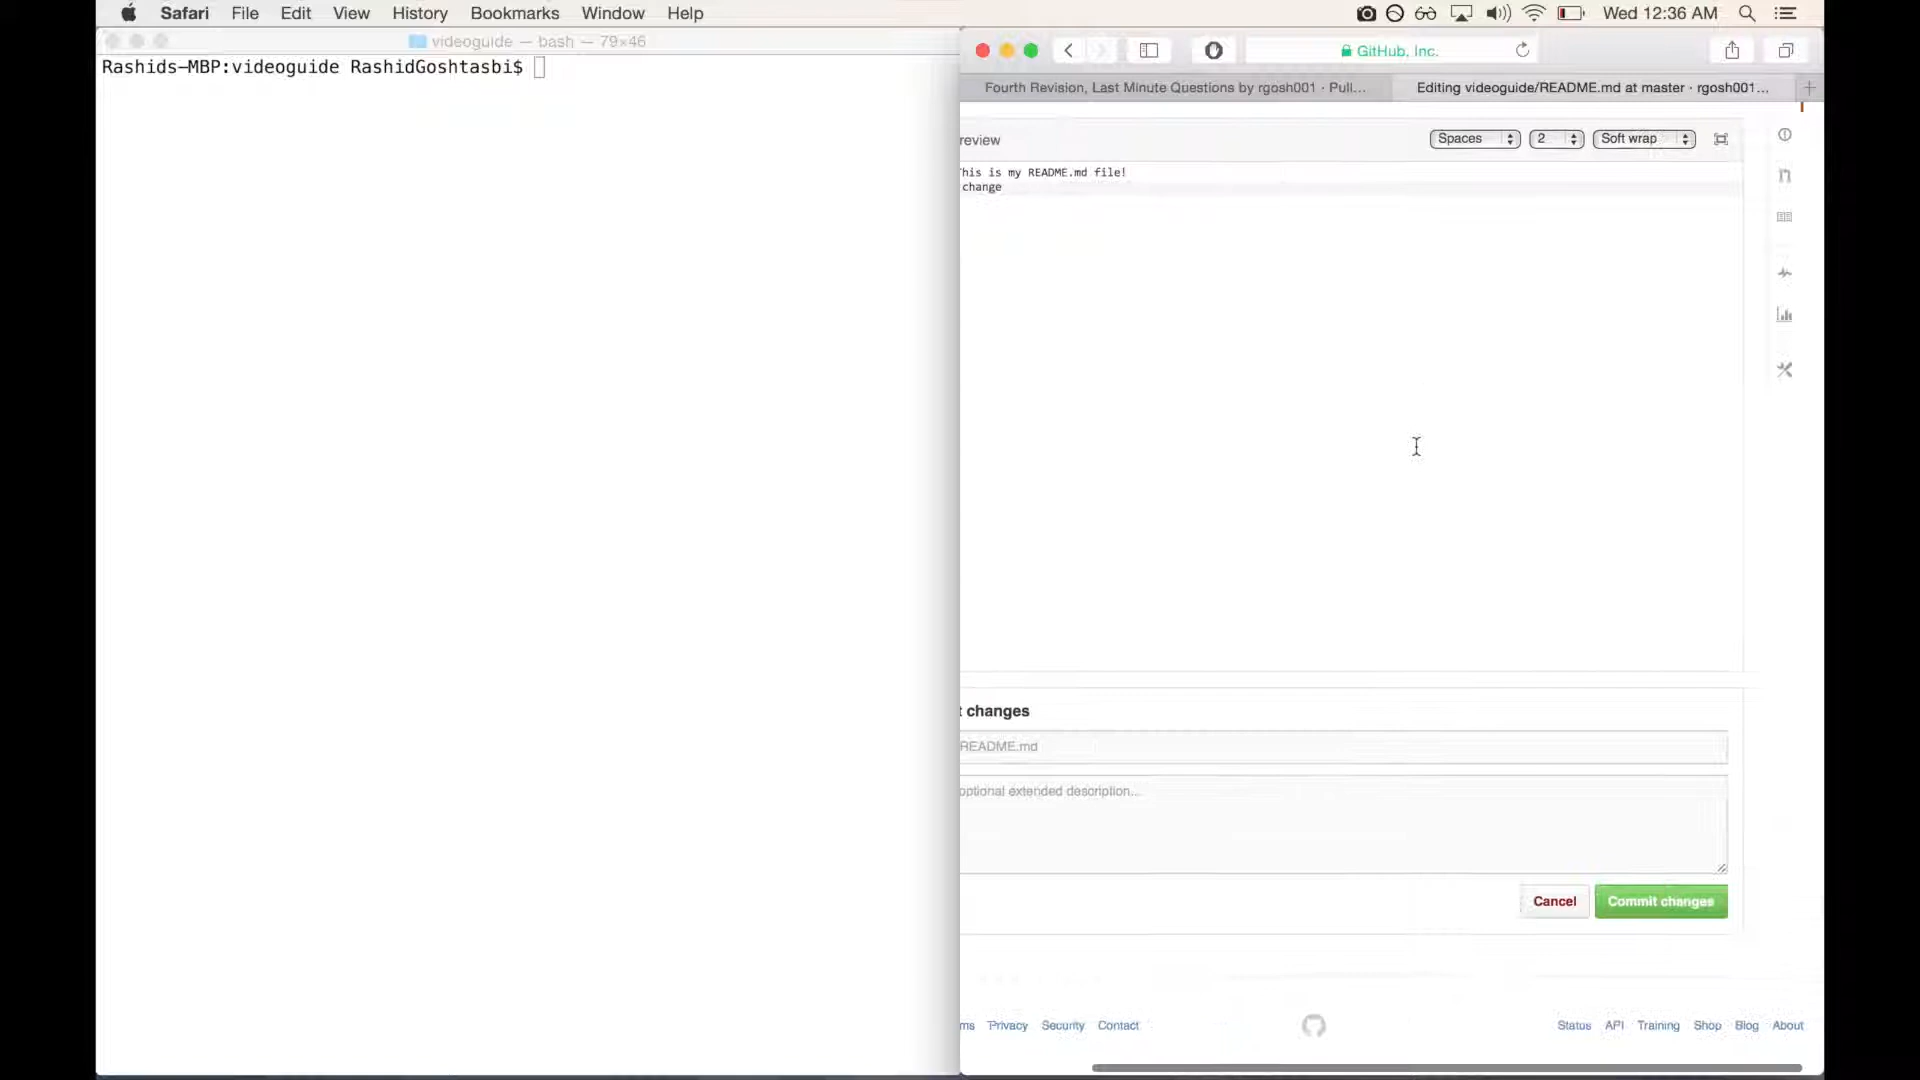 Safari File Edit View History Bookmarks Window Help
Wed 12:36 AM
videoguide — bash — 79×46
Rashids-MBP:videoguide RashidGoshtasbi$
GitHub, Inc.
Fourth Revision, Last Minute Questions by rgosh001 · Pull...
Editing videoguide/README.md at master · rgosh001...
review
Spaces 2 Soft wrap
This is my README.md file!
change
t changes
README.md
optional extended description...
Cancel Commit changes
ms Privacy Security Contact
Status API Training Shop Blog About